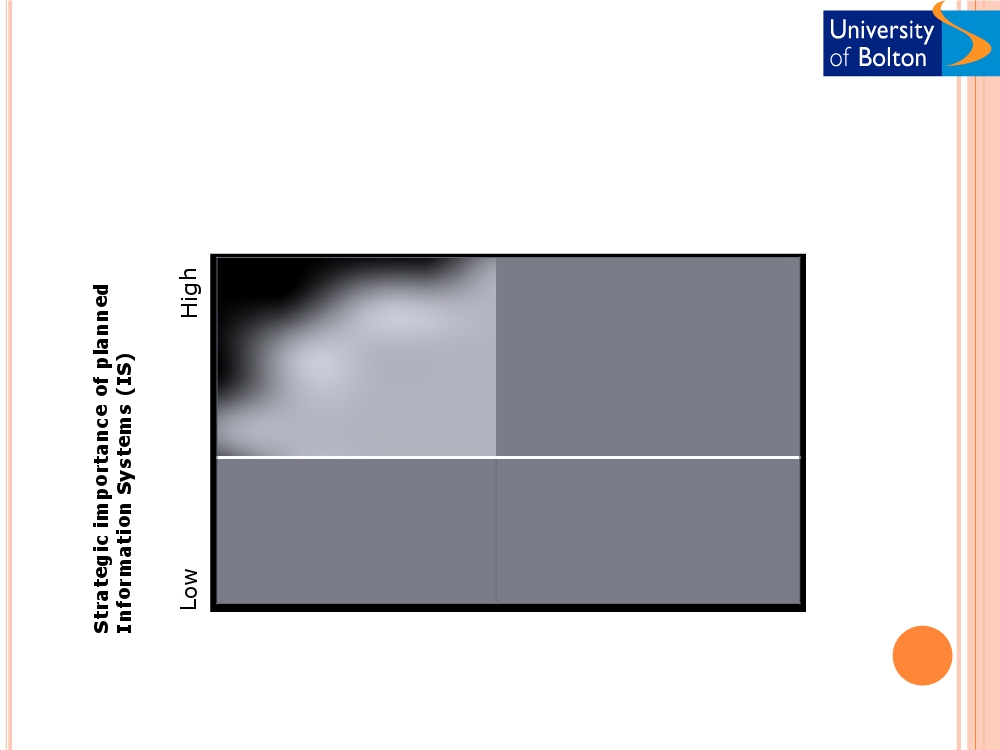 University
of Bolton
Strategic importance of planned
Information Systems (IS)
High
Low